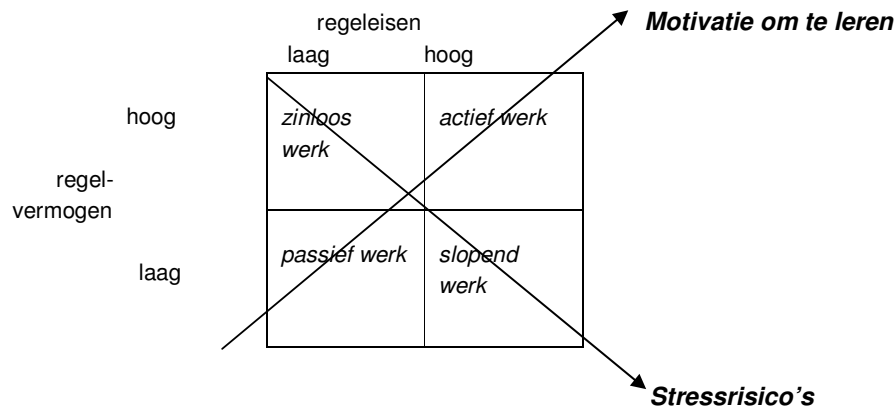 regeleisen
Motivatie om te leren
laag hoog
hoog
zinloos
werk
actief werk
regel-
vermogen
laag
passief werk
slopend
werk
Stressrisico's